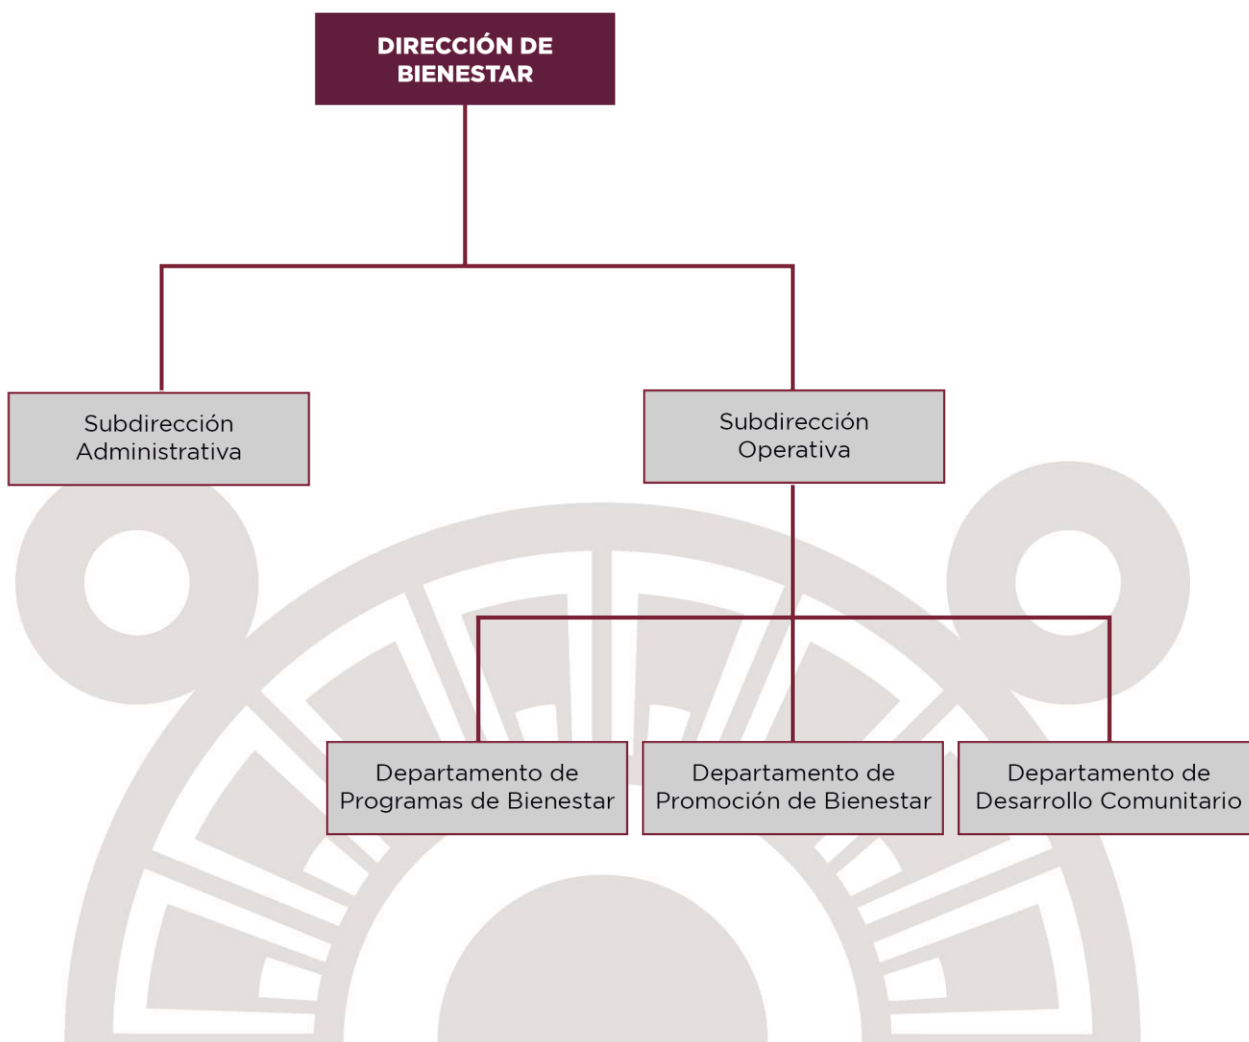 DIRECCIÓN DE
BIENESTAR
Subdirección
Administrativa
Subdirección
Operativa
Departamento de
Programas de Bienestar
Departamento de
Promoción de Bienestar
Departamento de
Desarrollo Comunitario